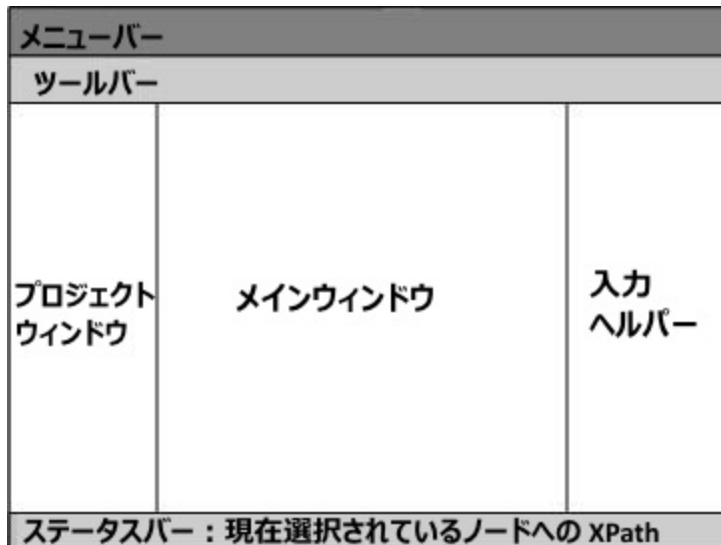 メニューバー
ツールバー
プロジェクト
ウィンドウ
メインウィンドウ
入力
ヘルパー
ステータスバー：現在選択されているノードへの XPath